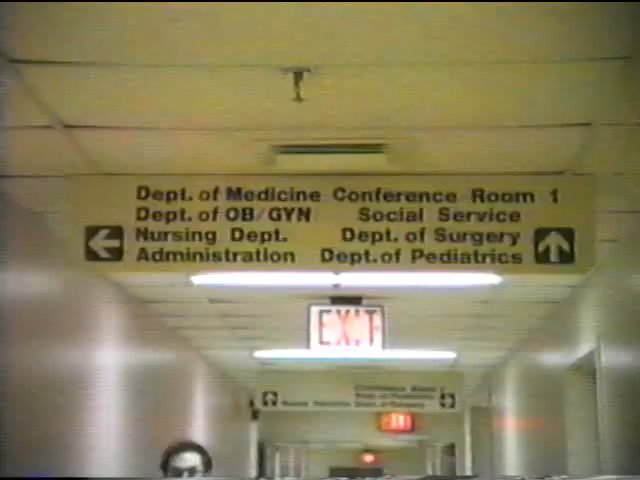 Dept. of Medicine Conference Room 1
Dept. of OB/GYN Social Service
Nursing Dept. Dept. of Surgery
Administration Dept. of Pediatrics
EXIT
EXIT